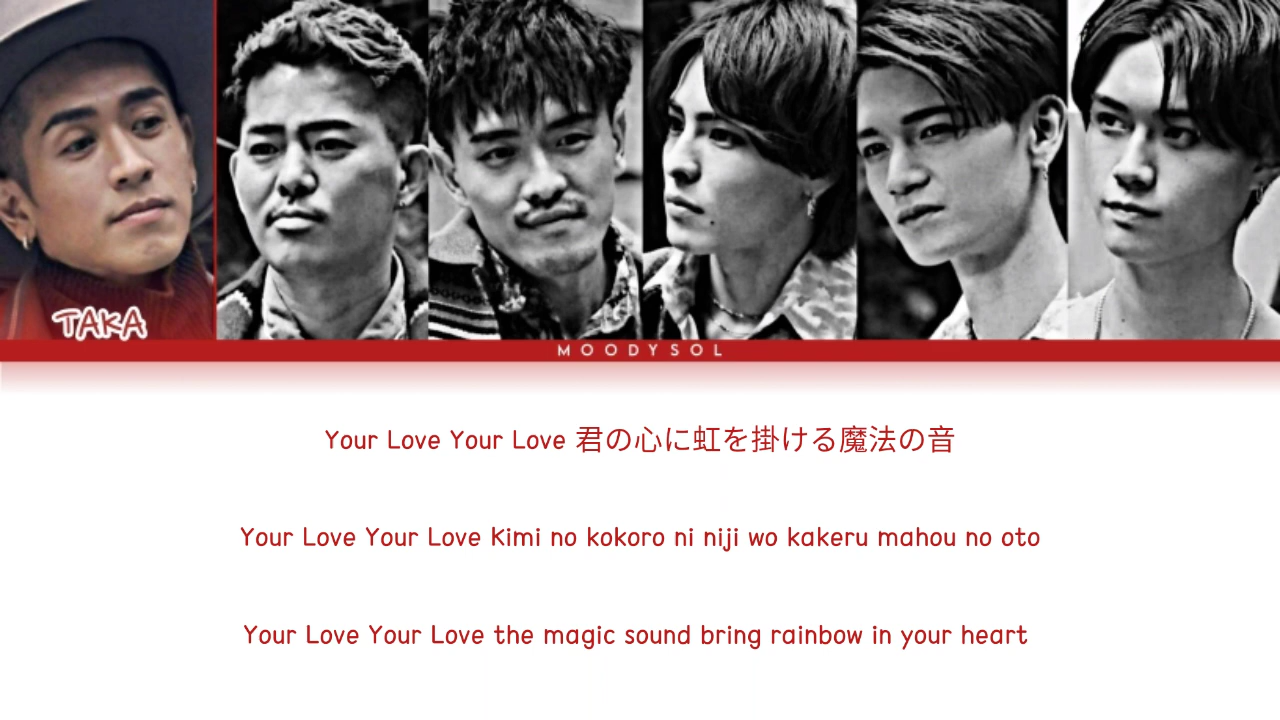 TAKA
MOODYSOL
Your Love Your Love 君の心に虹を掛ける魔法の音
Your Love Your Love Kimi no kokoro ni niji wo kakeru mahou no oto
Your Love Your Love the magic sound bring rainbow in your heart